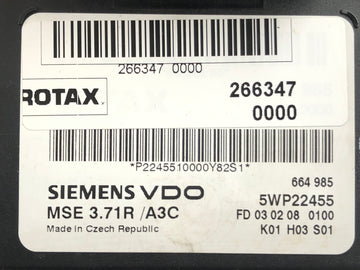 266347 0000
ROTAX.
266347
0000
*P2245510000Y82S1*
664 985
SIEMENS VDO
5WP22455
MSE 3.71R /A3C
FD 03 02 08 0100
Made in Czech Republic
K01 H03 S01